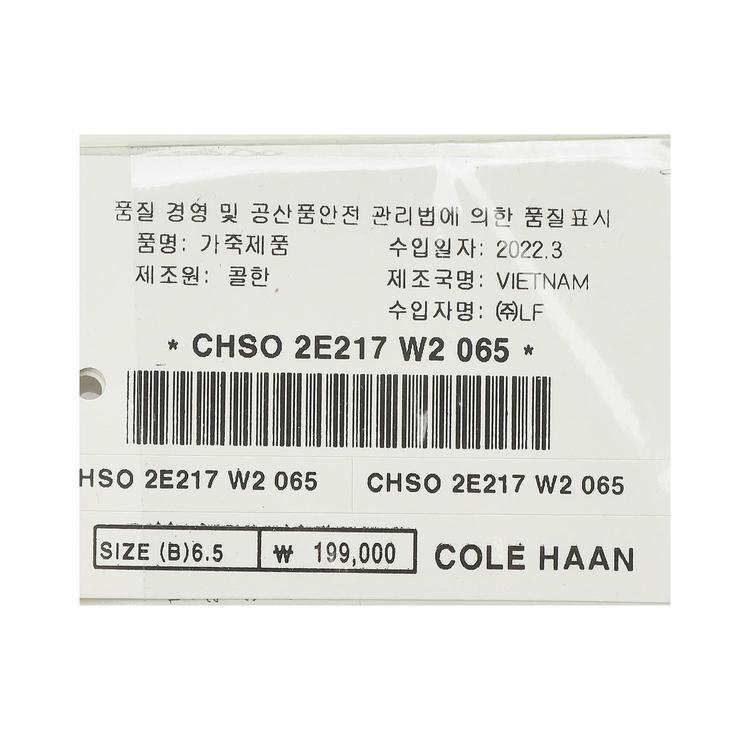 품질 경영 및 공산품안전 관리법에 의한 품질표시
품명: 가죽제품 수입일자: 2022.3
제조원: 콜한 제조국명: VIETNAM
수입자명: ㈜LF
* CHSO 2E217 W2 065 *
HSO 2E217 W2 065 CHSO 2E217 W2 065
SIZE (B)6.5 ₩ 199,000 COLE HAAN